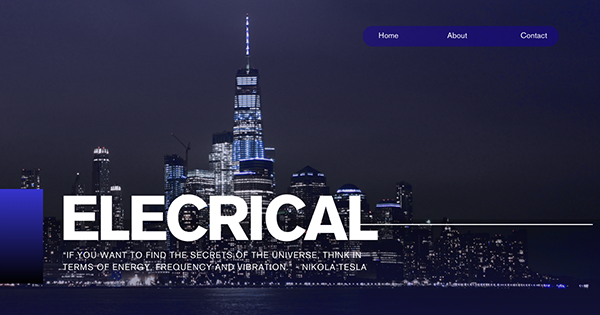 Home About Contact
ELECRICAL
"IF YOU WANT TO FIND THE SECRETS OF THE UNIVERSE, THINK IN
TERMS OF ENERGY, FREQUENCY AND VIBRATION." - NIKOLA TESLA